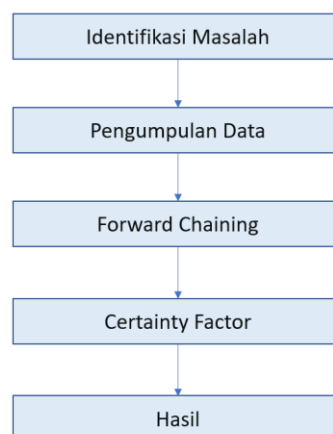 Identifikasi Masalah
Pengumpulan Data
Forward Chaining
Certainty Factor
Hasil